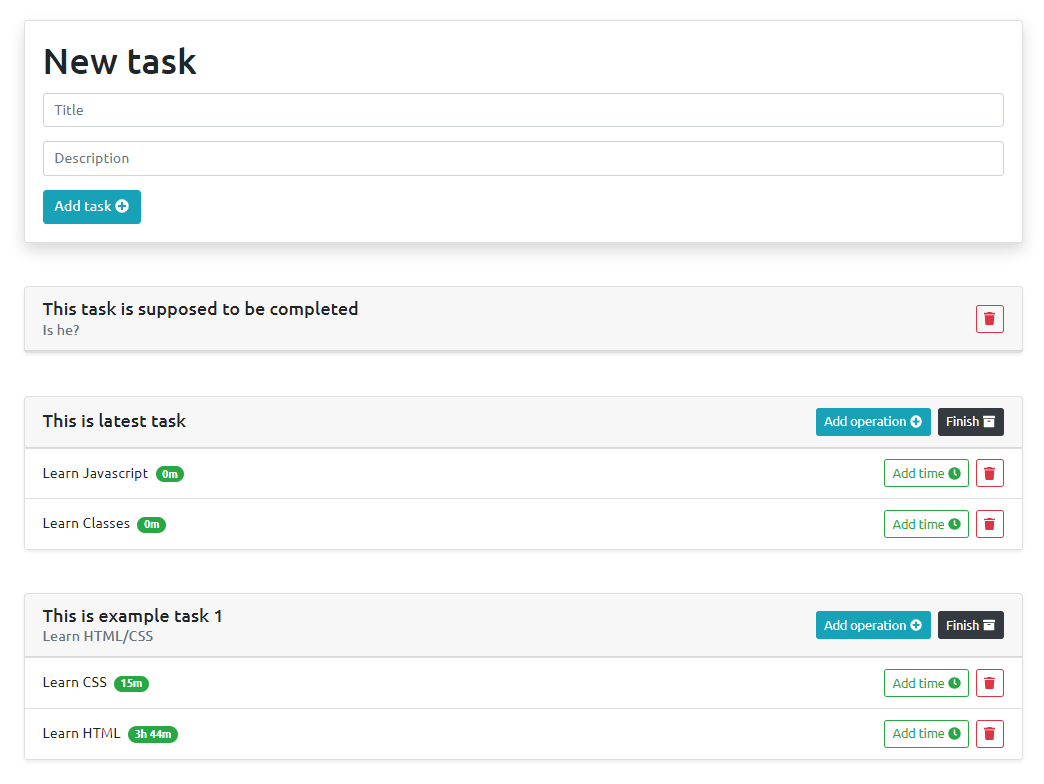 New task
Title
Description
Add task
This task is supposed to be completed
Is he?
This is latest task
Add operation Finish
Learn Javascript 0m Add time
Learn Classes 0m Add time
This is example task 1
Learn HTML/CSS
Add operation Finish
Learn CSS 15m Add time
Learn HTML 3h 44m Add time